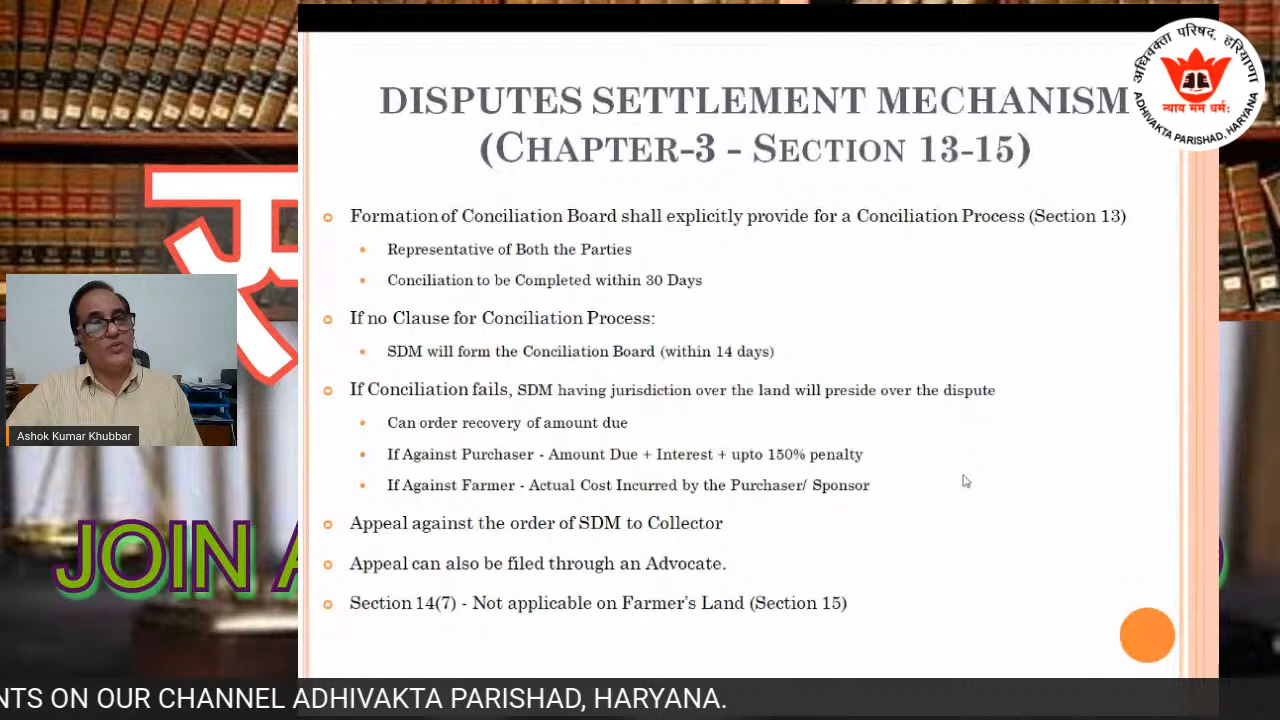 DISPUTES SETTLEMENT MECHANISM
(CHAPTER-3 - SECTION 13-15)
अधिवक्ता परिषद, हरियाणा
न्याय मम धर्म:
ADHIVAKTA PARISHAD, HARYANA
Formation of Conciliation Board shall explicitly provide for a Conciliation Process (Section 13)
Representative of Both the Parties
Conciliation to be Completed within 30 Days
If no Clause for Conciliation Process:
SDM will form the Conciliation Board (within 14 days)
If Conciliation fails, SDM having jurisdiction over the land will preside over the dispute
Can order recovery of amount due
If Against Purchaser - Amount Due + Interest + upto 150% penalty
If Against Farmer - Actual Cost Incurred by the Purchaser/ Sponsor
Appeal against the order of SDM to Collector
Appeal can also be filed through an Advocate.
Section 14(7) - Not applicable on Farmer's Land (Section 15)
Ashok Kumar Khubbar
JOIN
NTS ON OUR CHANNEL ADHIVAKTA PARISHAD, HARYANA.